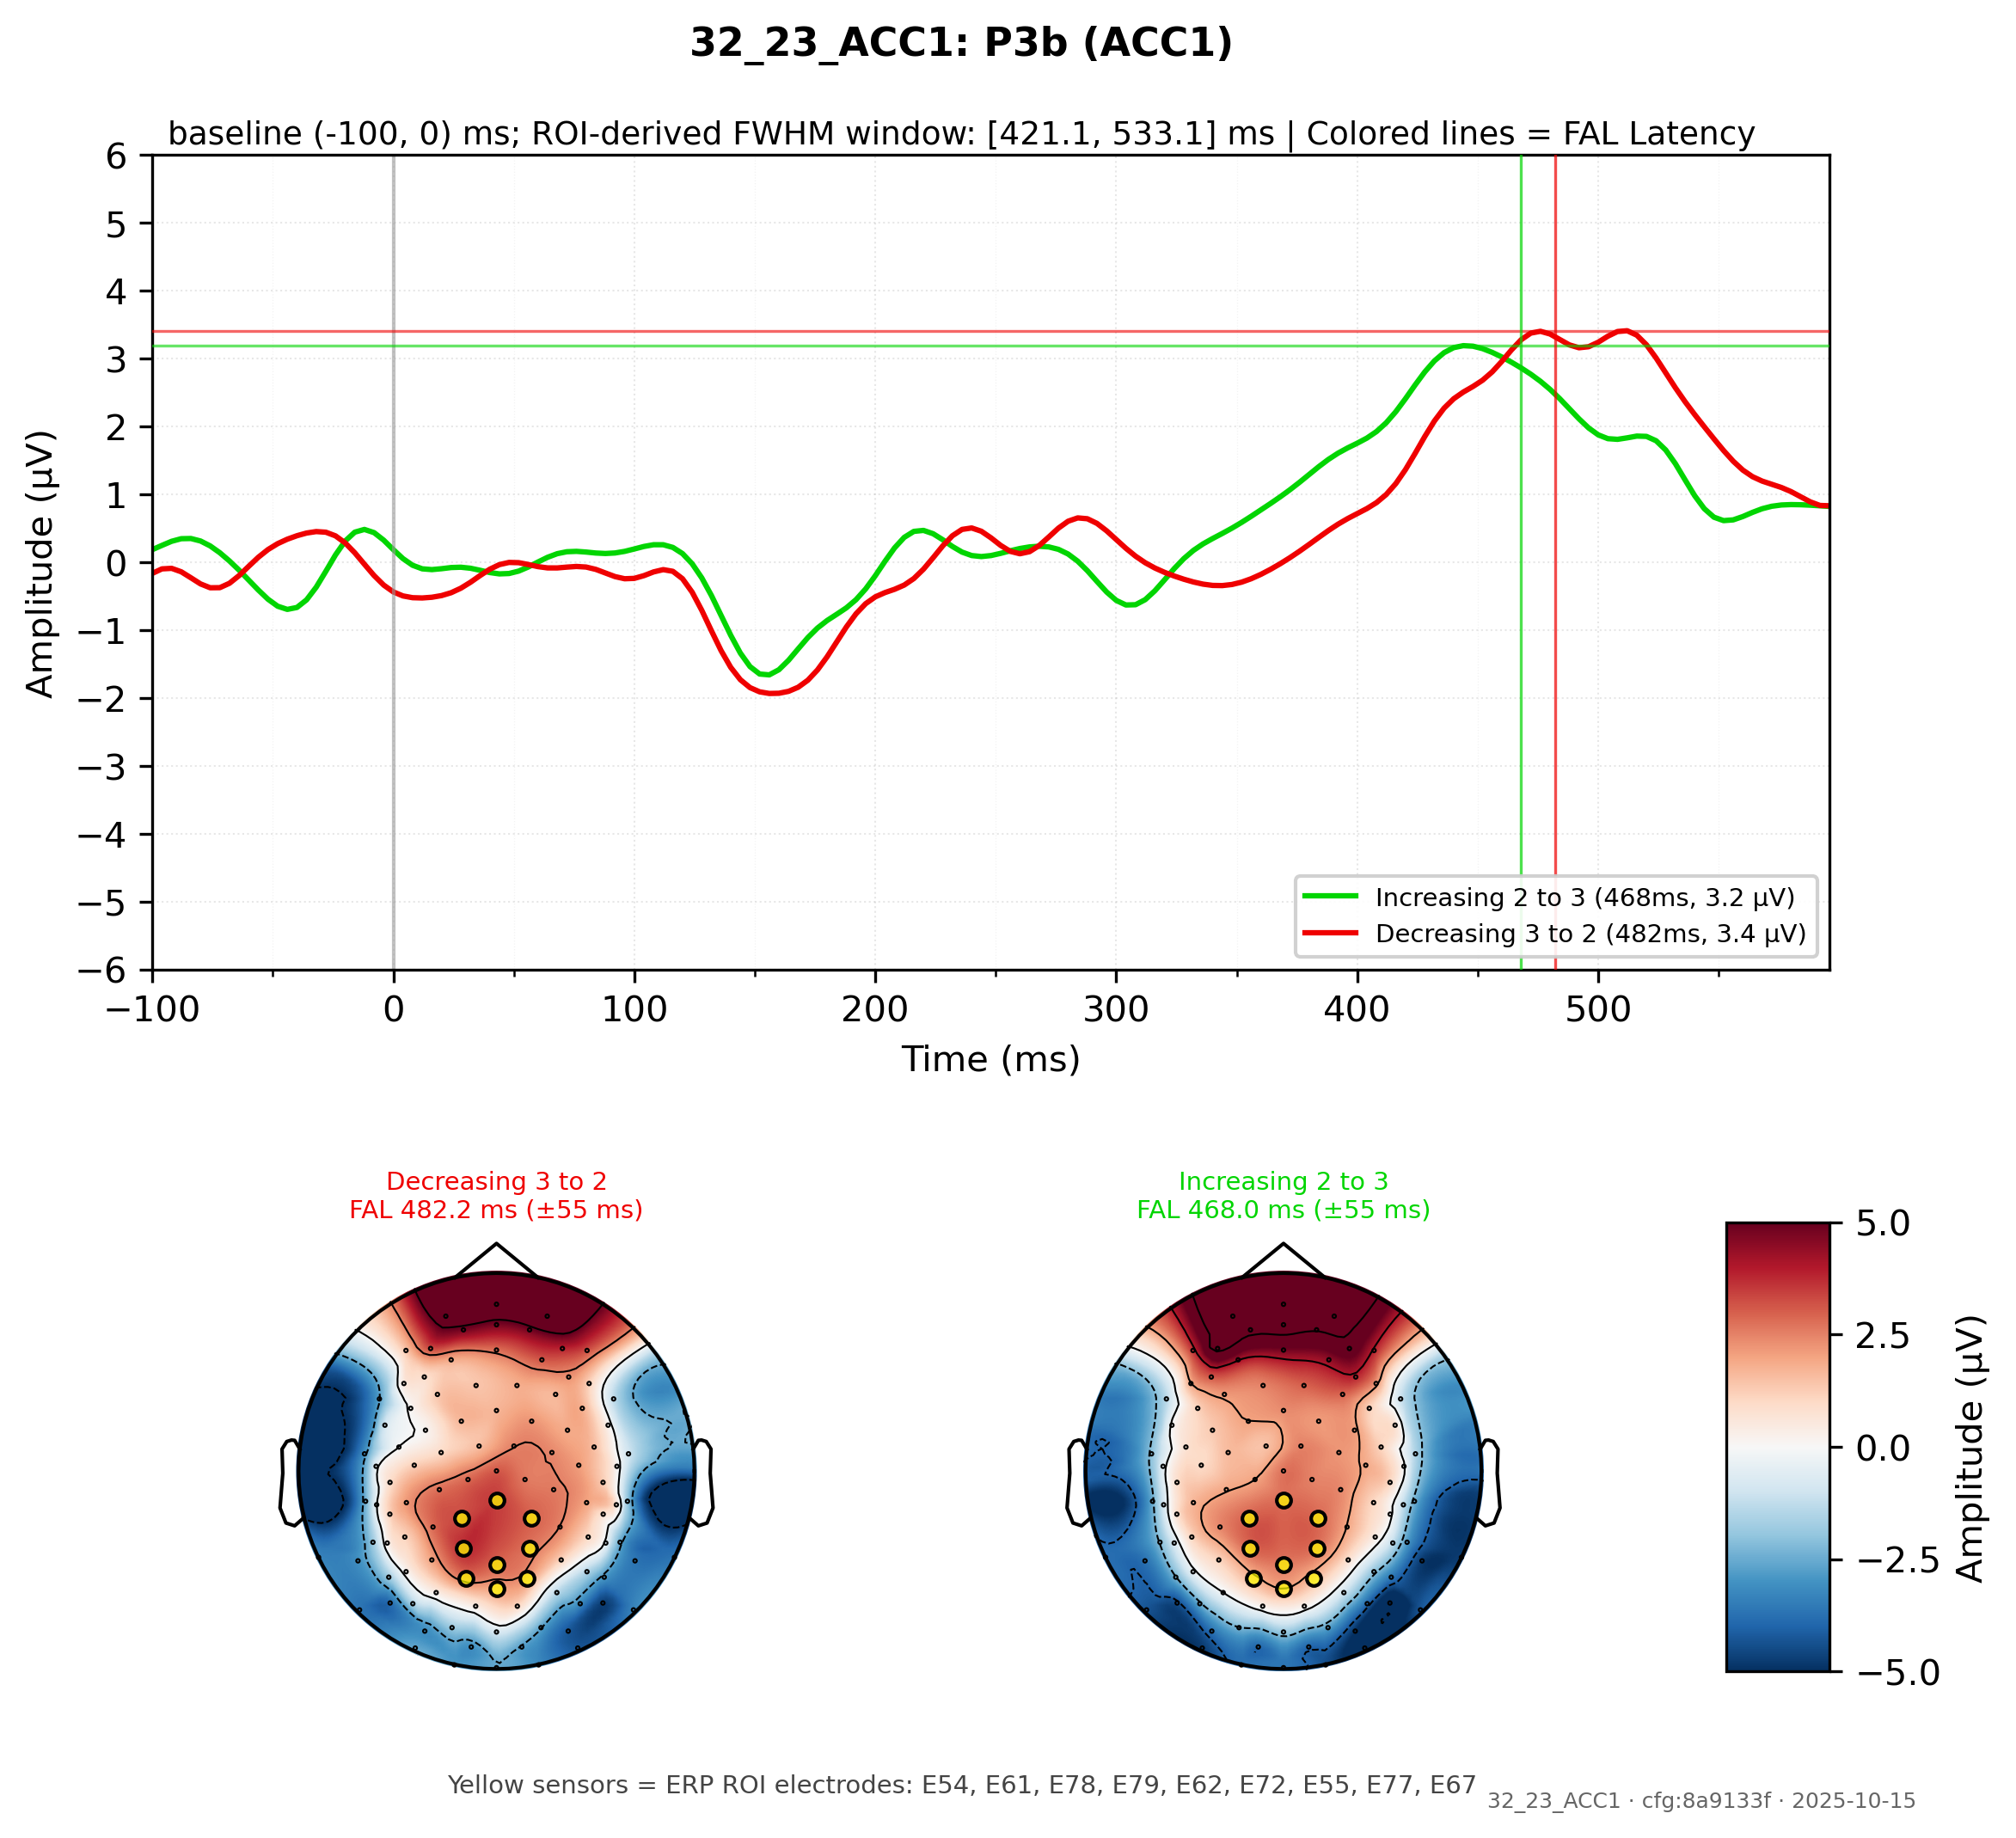 32_23_ACC1: P3b (ACC1)
baseline (-100, 0) ms; ROI-derived FWHM window: [421.1, 533.1] ms | Colored lines = FAL Latency
6
5
4
3
2
1
0
−1
−2
−3
−4
−5
−6
Amplitude (µV)
−100
0
100
200
300
400
500
Time (ms)
Increasing 2 to 3 (468ms, 3.2 µV)
Decreasing 3 to 2 (482ms, 3.4 µV)
Decreasing 3 to 2
FAL 482.2 ms (±55 ms)
Increasing 2 to 3
FAL 468.0 ms (±55 ms)
5.0
2.5
0.0
−2.5
−5.0
Amplitude (µV)
Yellow sensors = ERP ROI electrodes: E54, E61, E78, E79, E62, E72, E55, E77, E67
32_23_ACC1 · cfg:8a9133f · 2025-10-15